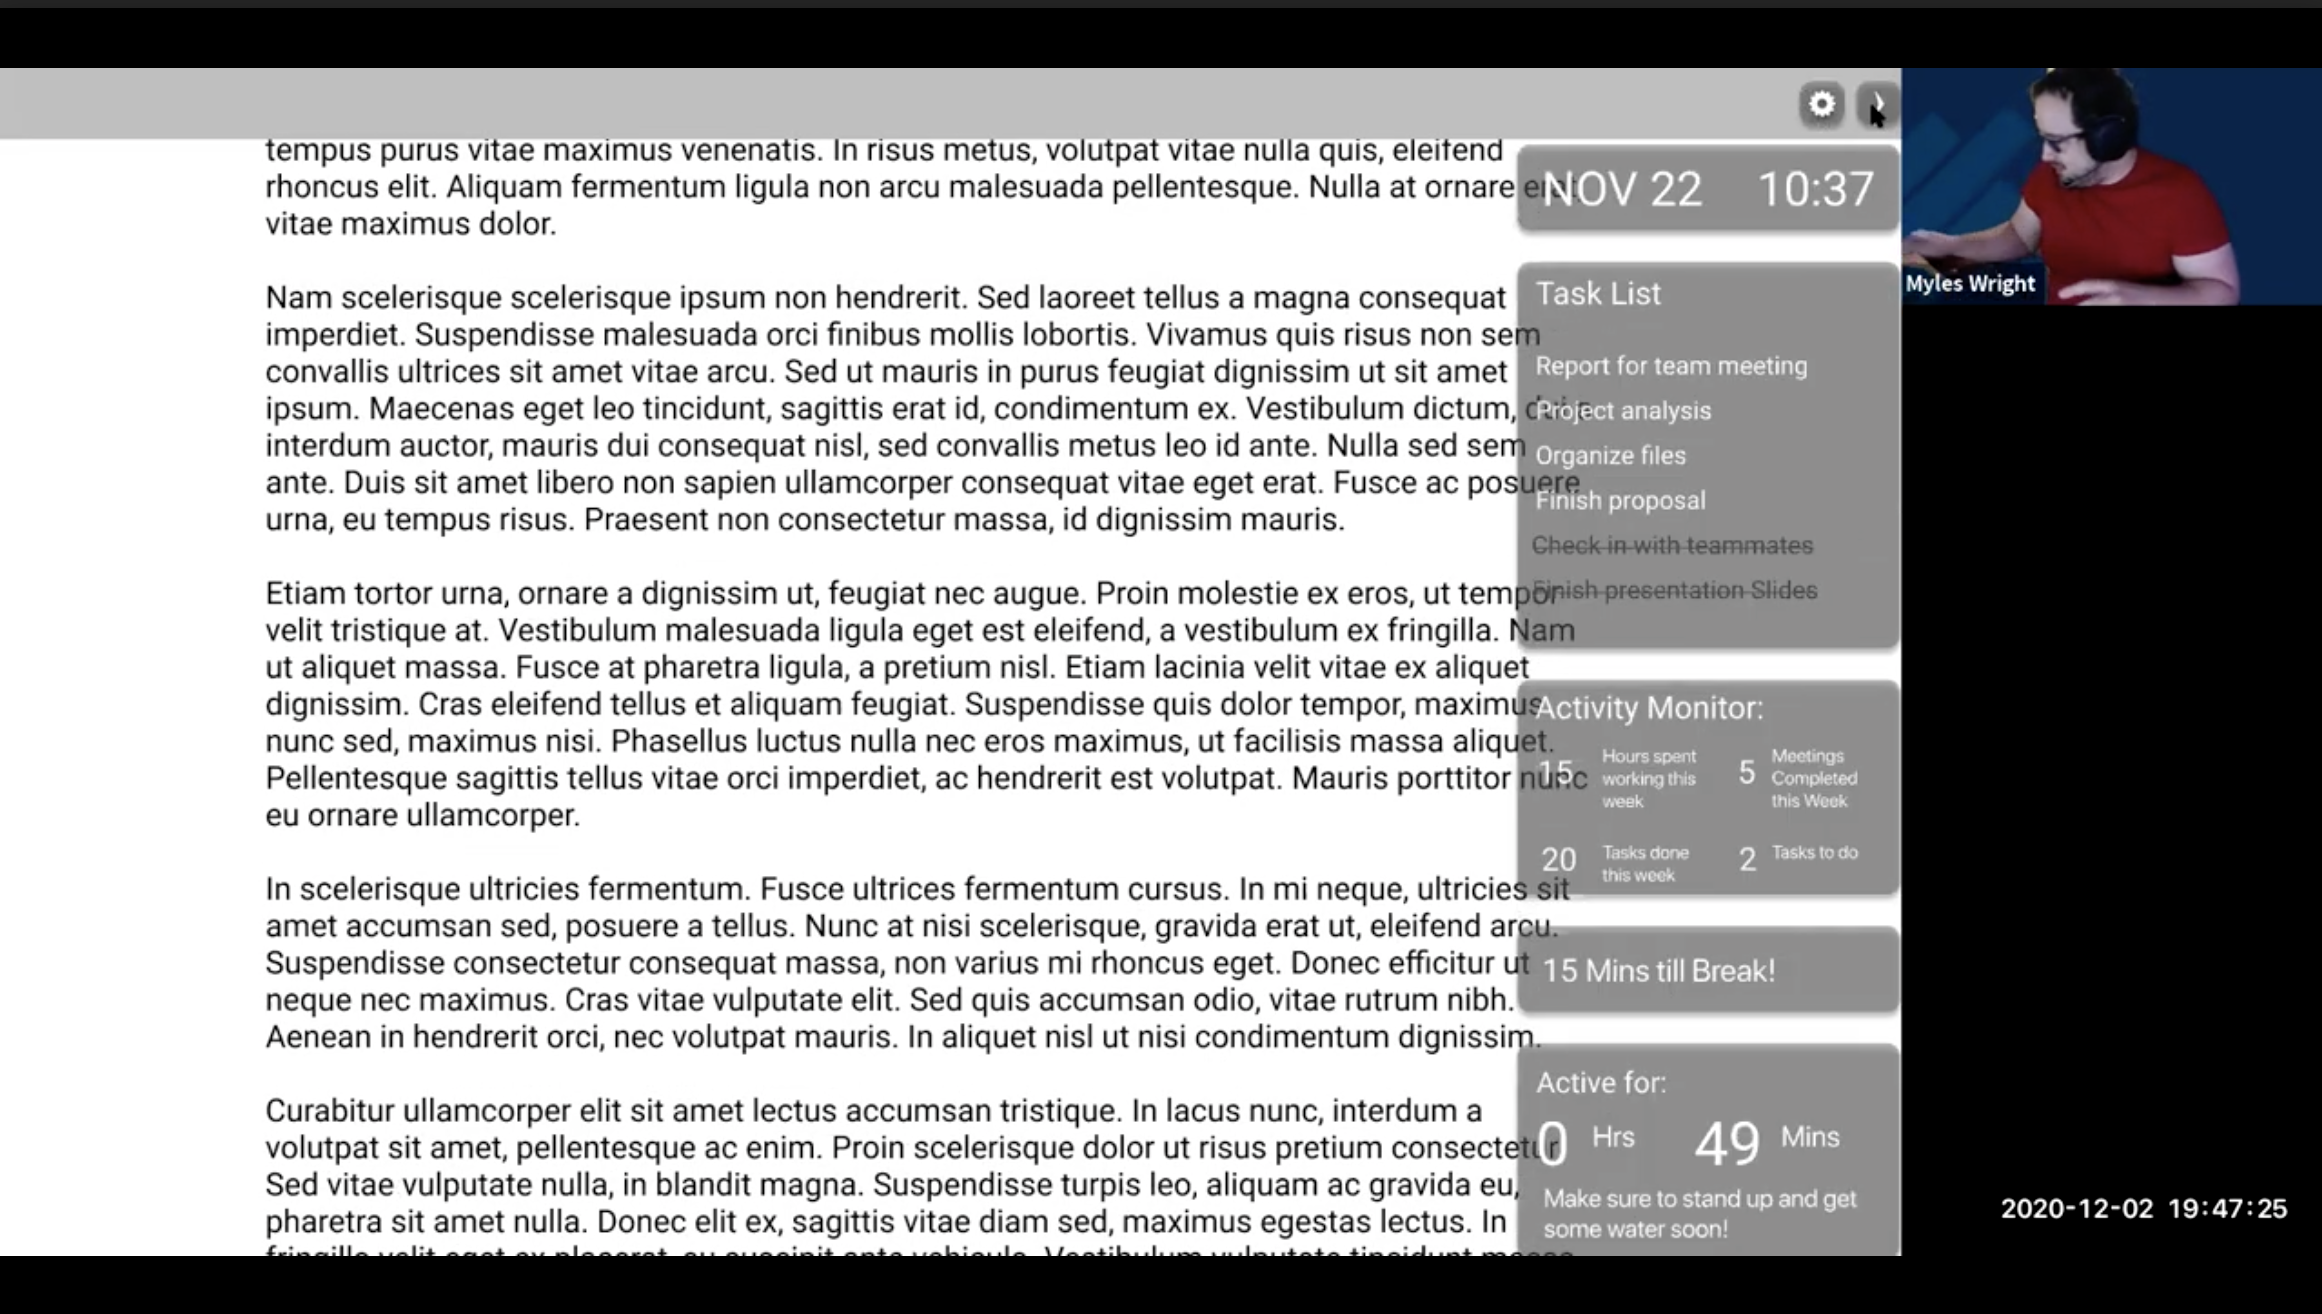 tempus purus vitae maximus venenatis. In risus metus, volutpat vitae nulla quis, eleifend
rhoncus elit. Aliquam fermentum ligula non arcu malesuada pellentesque. Nulla at ornare erat
vitae maximus dolor.
Nam scelerisque scelerisque ipsum non hendrerit. Sed laoreet tellus a magna consequat
imperdiet. Suspendisse malesuada orci finibus mollis lobortis. Vivamus quis risus non sem
convallis ultrices sit amet vitae arcu. Sed ut mauris in purus feugiat dignissim ut sit amet
ipsum. Maecenas eget leo tincidunt, sagittis erat id, condimentum ex. Vestibulum dictum,
interdum auctor, mauris dui consequat nisl, sed convallis metus leo id ante. Nulla sed sem
ante. Duis sit amet libero non sapien ullamcorper consequat vitae eget erat. Fusce ac posuere
urna, eu tempus risus. Praesent non consectetur massa, id dignissim mauris.
Etiam tortor urna, ornare a dignissim ut, feugiat nec augue. Proin molestie ex eros, ut tempor
velit tristique at. Vestibulum malesuada ligula eget est eleifend, a vestibulum ex fringilla. Nam
ut aliquet massa. Fusce at pharetra ligula, a pretium nisl. Etiam lacinia velit vitae ex aliquet
dignissim. Cras eleifend tellus et aliquam feugiat. Suspendisse quis dolor tempor, maximus
nunc sed, maximus nisi. Phasellus luctus nulla nec eros maximus, ut facilisis massa aliquet.
Pellentesque sagittis tellus vitae orci imperdiet, ac hendrerit est volutpat. Mauris porttitor nunc
eu ornare ullamcorper.
In scelerisque ultricies fermentum. Fusce ultrices fermentum cursus. In mi neque, ultricies sit
amet accumsan sed, posuere a tellus. Nunc at nisi scelerisque, gravida erat ut, eleifend arcu.
Suspendisse consectetur consequat massa, non varius mi rhoncus eget. Donec efficitur ut
neque nec maximus. Cras vitae vulputate elit. Sed quis accumsan odio, vitae rutrum nibh.
Aenean in hendrerit orci, nec volutpat mauris. In aliquet nisl ut nisi condimentum dignissim.
Curabitur ullamcorper elit sit amet lectus accumsan tristique. In lacus nunc, interdum a
volutpat sit amet, pellentesque ac enim. Proin scelerisque dolor ut risus pretium consectetur
Sed vitae vulputate nulla, in blandit magna. Suspendisse turpis leo, aliquam ac gravida eu,
pharetra sit amet nulla. Donec elit ex, sagittis vitae diam sed, maximus egestas lectus. In
NOV 22 10:37
Task List
Report for team meeting
Project analysis
Organize files
Finish proposal
Check in with teammates
Finish presentation Slides
Activity Monitor:
15 Hours spent working this week
5 Meetings Completed this Week
20 Tasks done this week
2 Tasks to do
15 Mins till Break!
Active for:
0 Hrs 49 Mins
Make sure to stand up and get
some water soon!
Myles Wright
2020-12-02 19:47:25